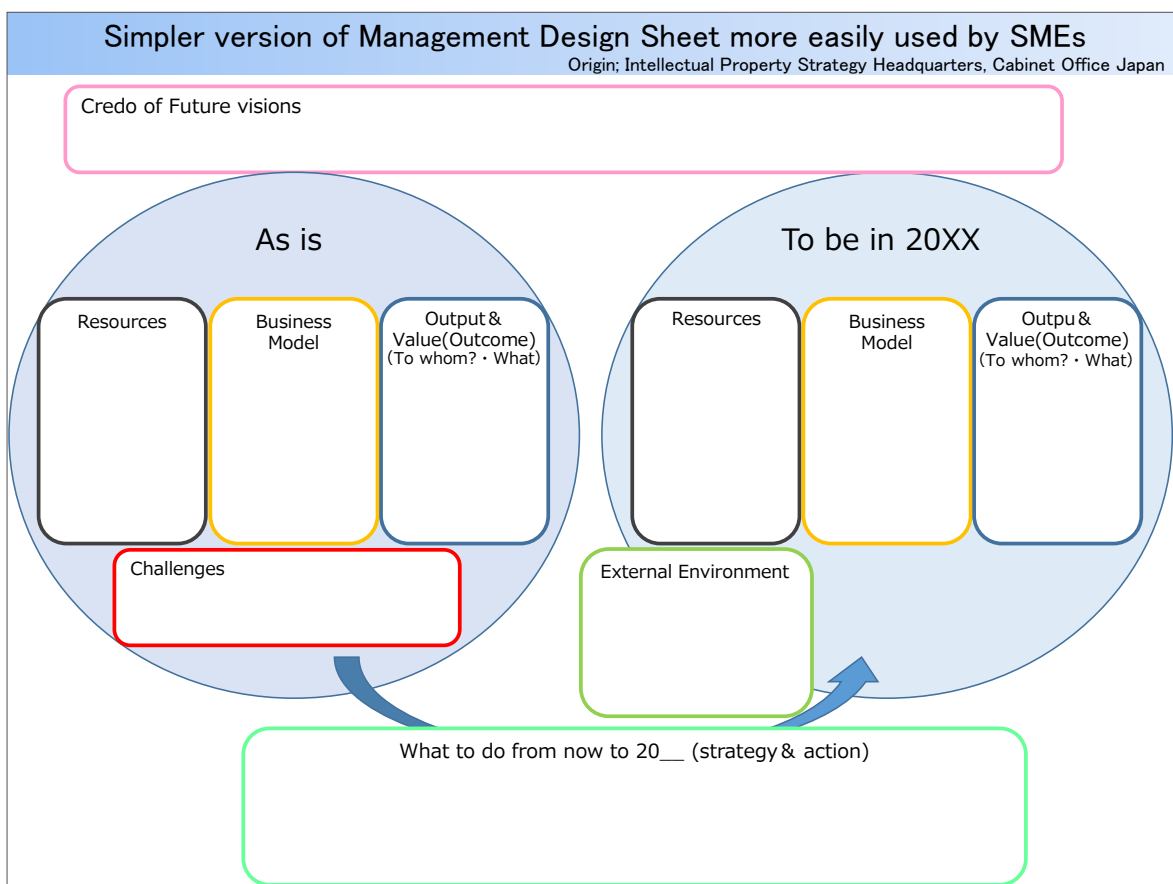 Simpler version of Management Design Sheet more easily used by SMEs
Origin; Intellectual Property Strategy Headquarters, Cabinet Office Japan
Credo of Future visions
As is
Resources
Business
Model
Output&
Value(Outcome)
(To whom?・What)
Challenges
To be in 20XX
Resources
Business
Model
Outpu&
Value(Outcome)
(To whom?・What)
External Environment
What to do from now to 20__ (strategy& action)